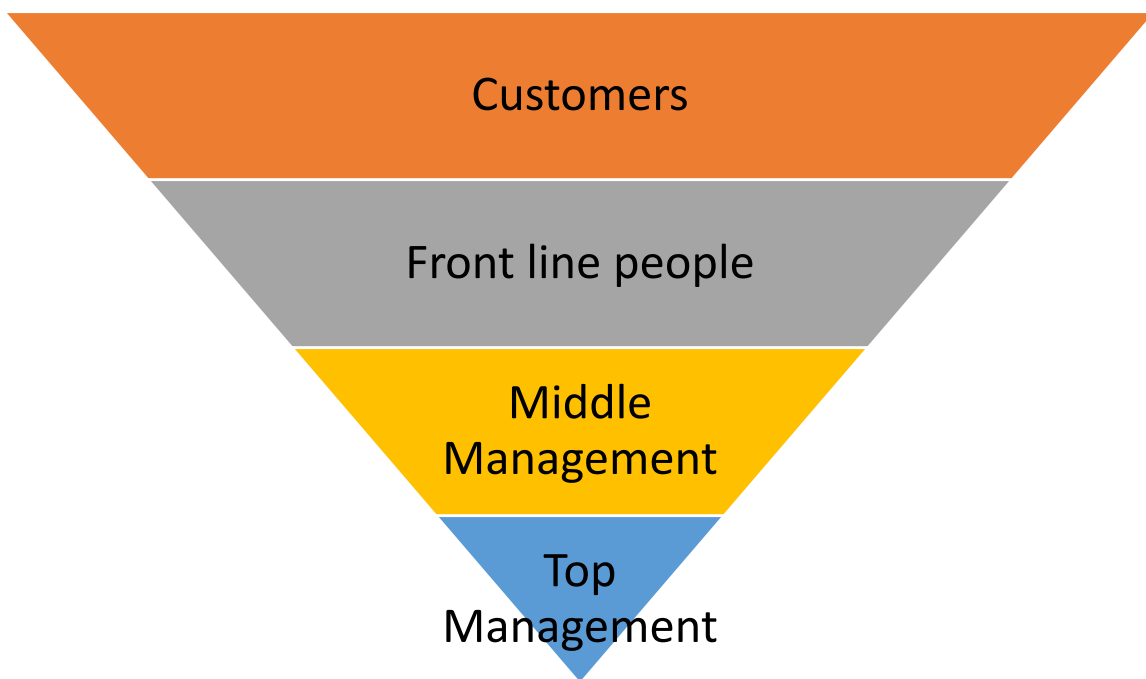 Customers
Front line people
Middle
Management
Top
Management